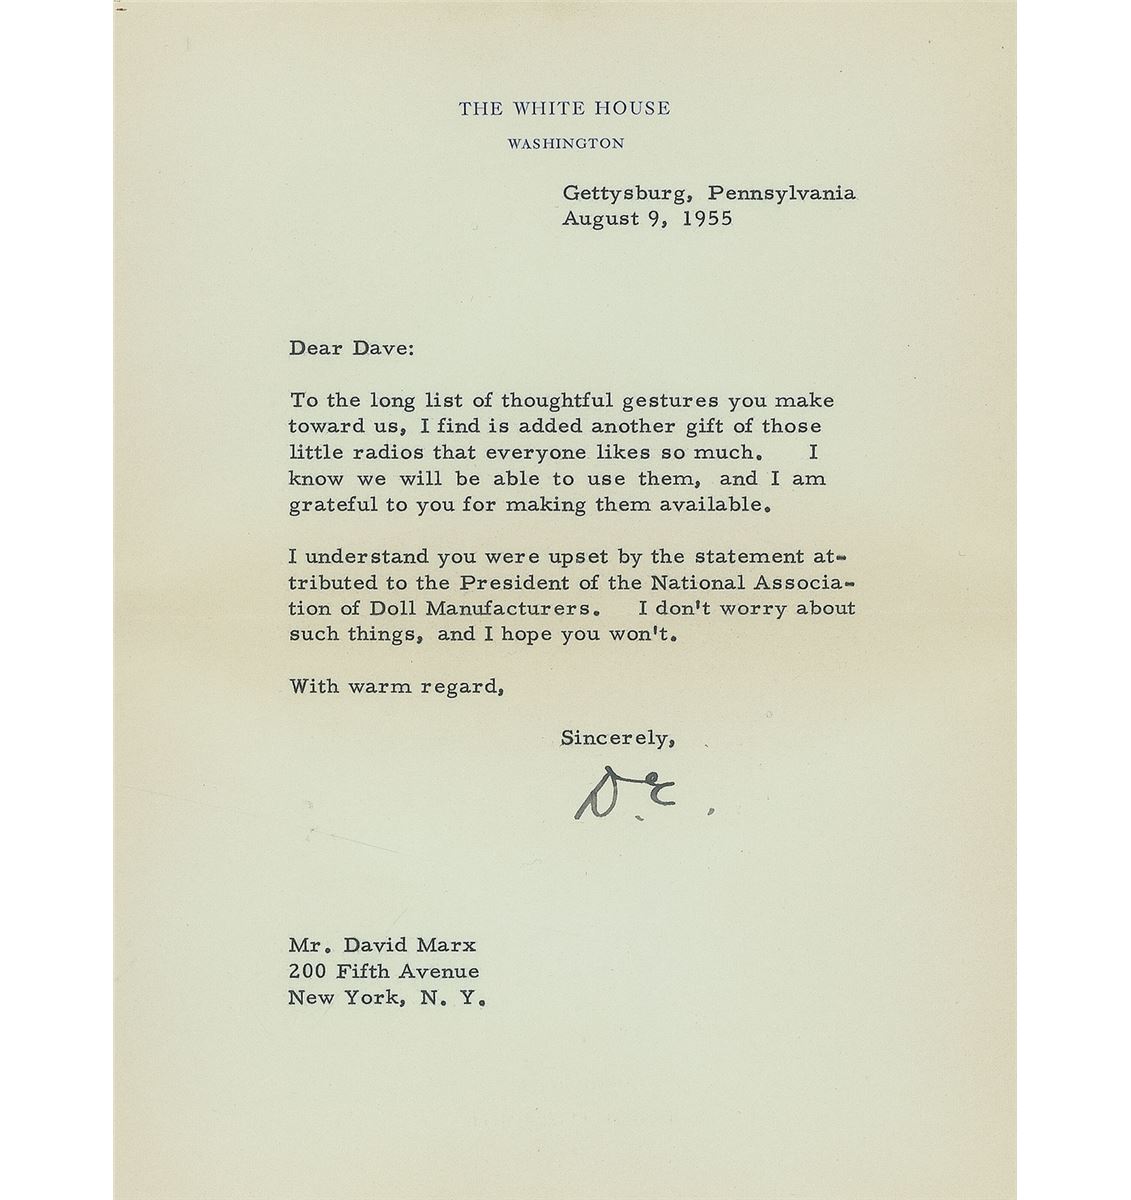 THE WHITE HOUSE
WASHINGTON
Gettysburg, Pennsylvania
August 9, 1955
Dear Dave:
To the long list of thoughtful gestures you make
toward us, I find is added another gift of those
little radios that everyone likes so much. I
know we will be able to use them, and I am
grateful to you for making them available.
I understand you were upset by the statement at-
tributed to the President of the National Associa-
tion of Doll Manufacturers. I don't worry about
such things, and I hope you won't.
With warm regard,
Sincerely,
D.E.
Mr. David Marx
200 Fifth Avenue
New York, N. Y.